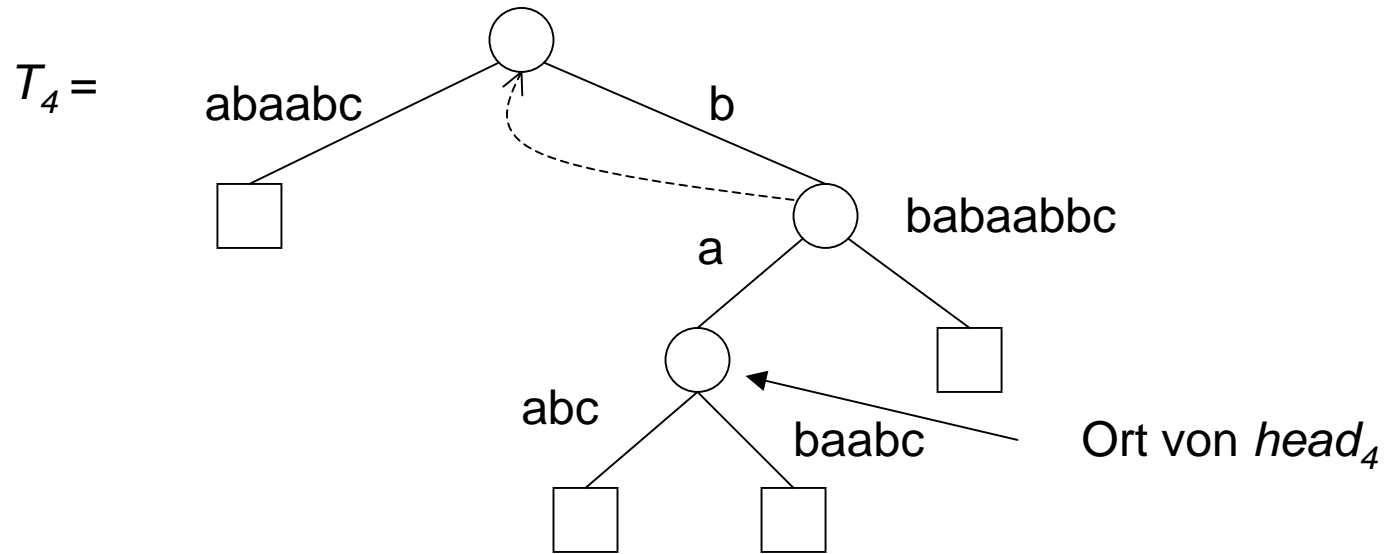 T₄ =
abaabc
b
babaabbc
a
abc
baabc
Ort von head₄